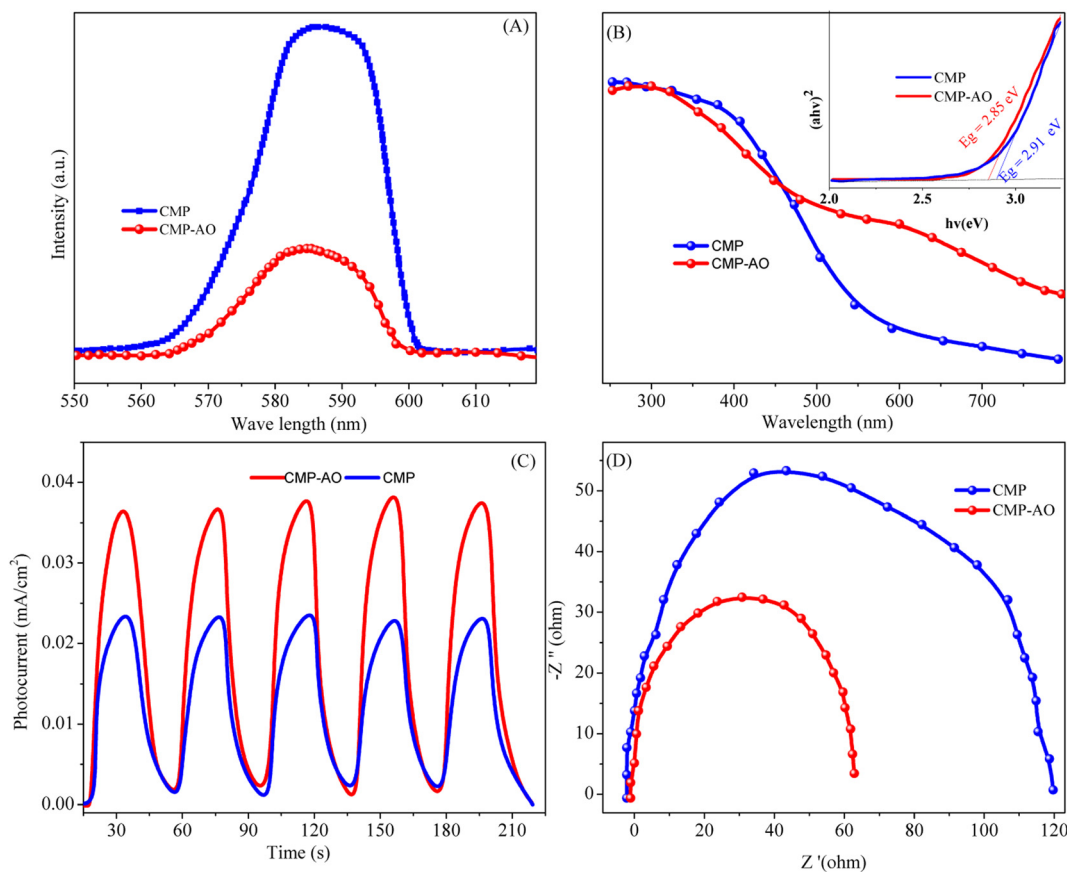 (A)
Intensity (a.u.)
CMP
CMP-AO
550 560 570 580 590 600 610
Wave length (nm)
(B)
CMP
CMP-AO
300 400 500 600 700
Wavelength (nm)
(ahv)²
CMP
CMP-AO
Eg = 2.85 eV
Eg = 2.91 eV
2.0 2.5 3.0
hv(eV)
(C)
CMP-AO CMP
Photocurrent (mA/cm²)
0.04
0.03
0.02
0.01
0.00
30 60 90 120 150 180 210
Time (s)
(D)
CMP
CMP-AO
-Z "(ohm)
50
40
30
20
10
0
0 20 40 60 80 100 120
Z '(ohm)